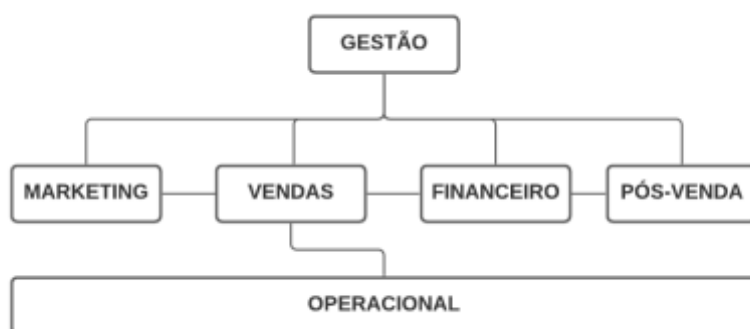 GESTÃO
MARKETING
VENDAS
FINANCEIRO
PÓS-VENDA
OPERACIONAL